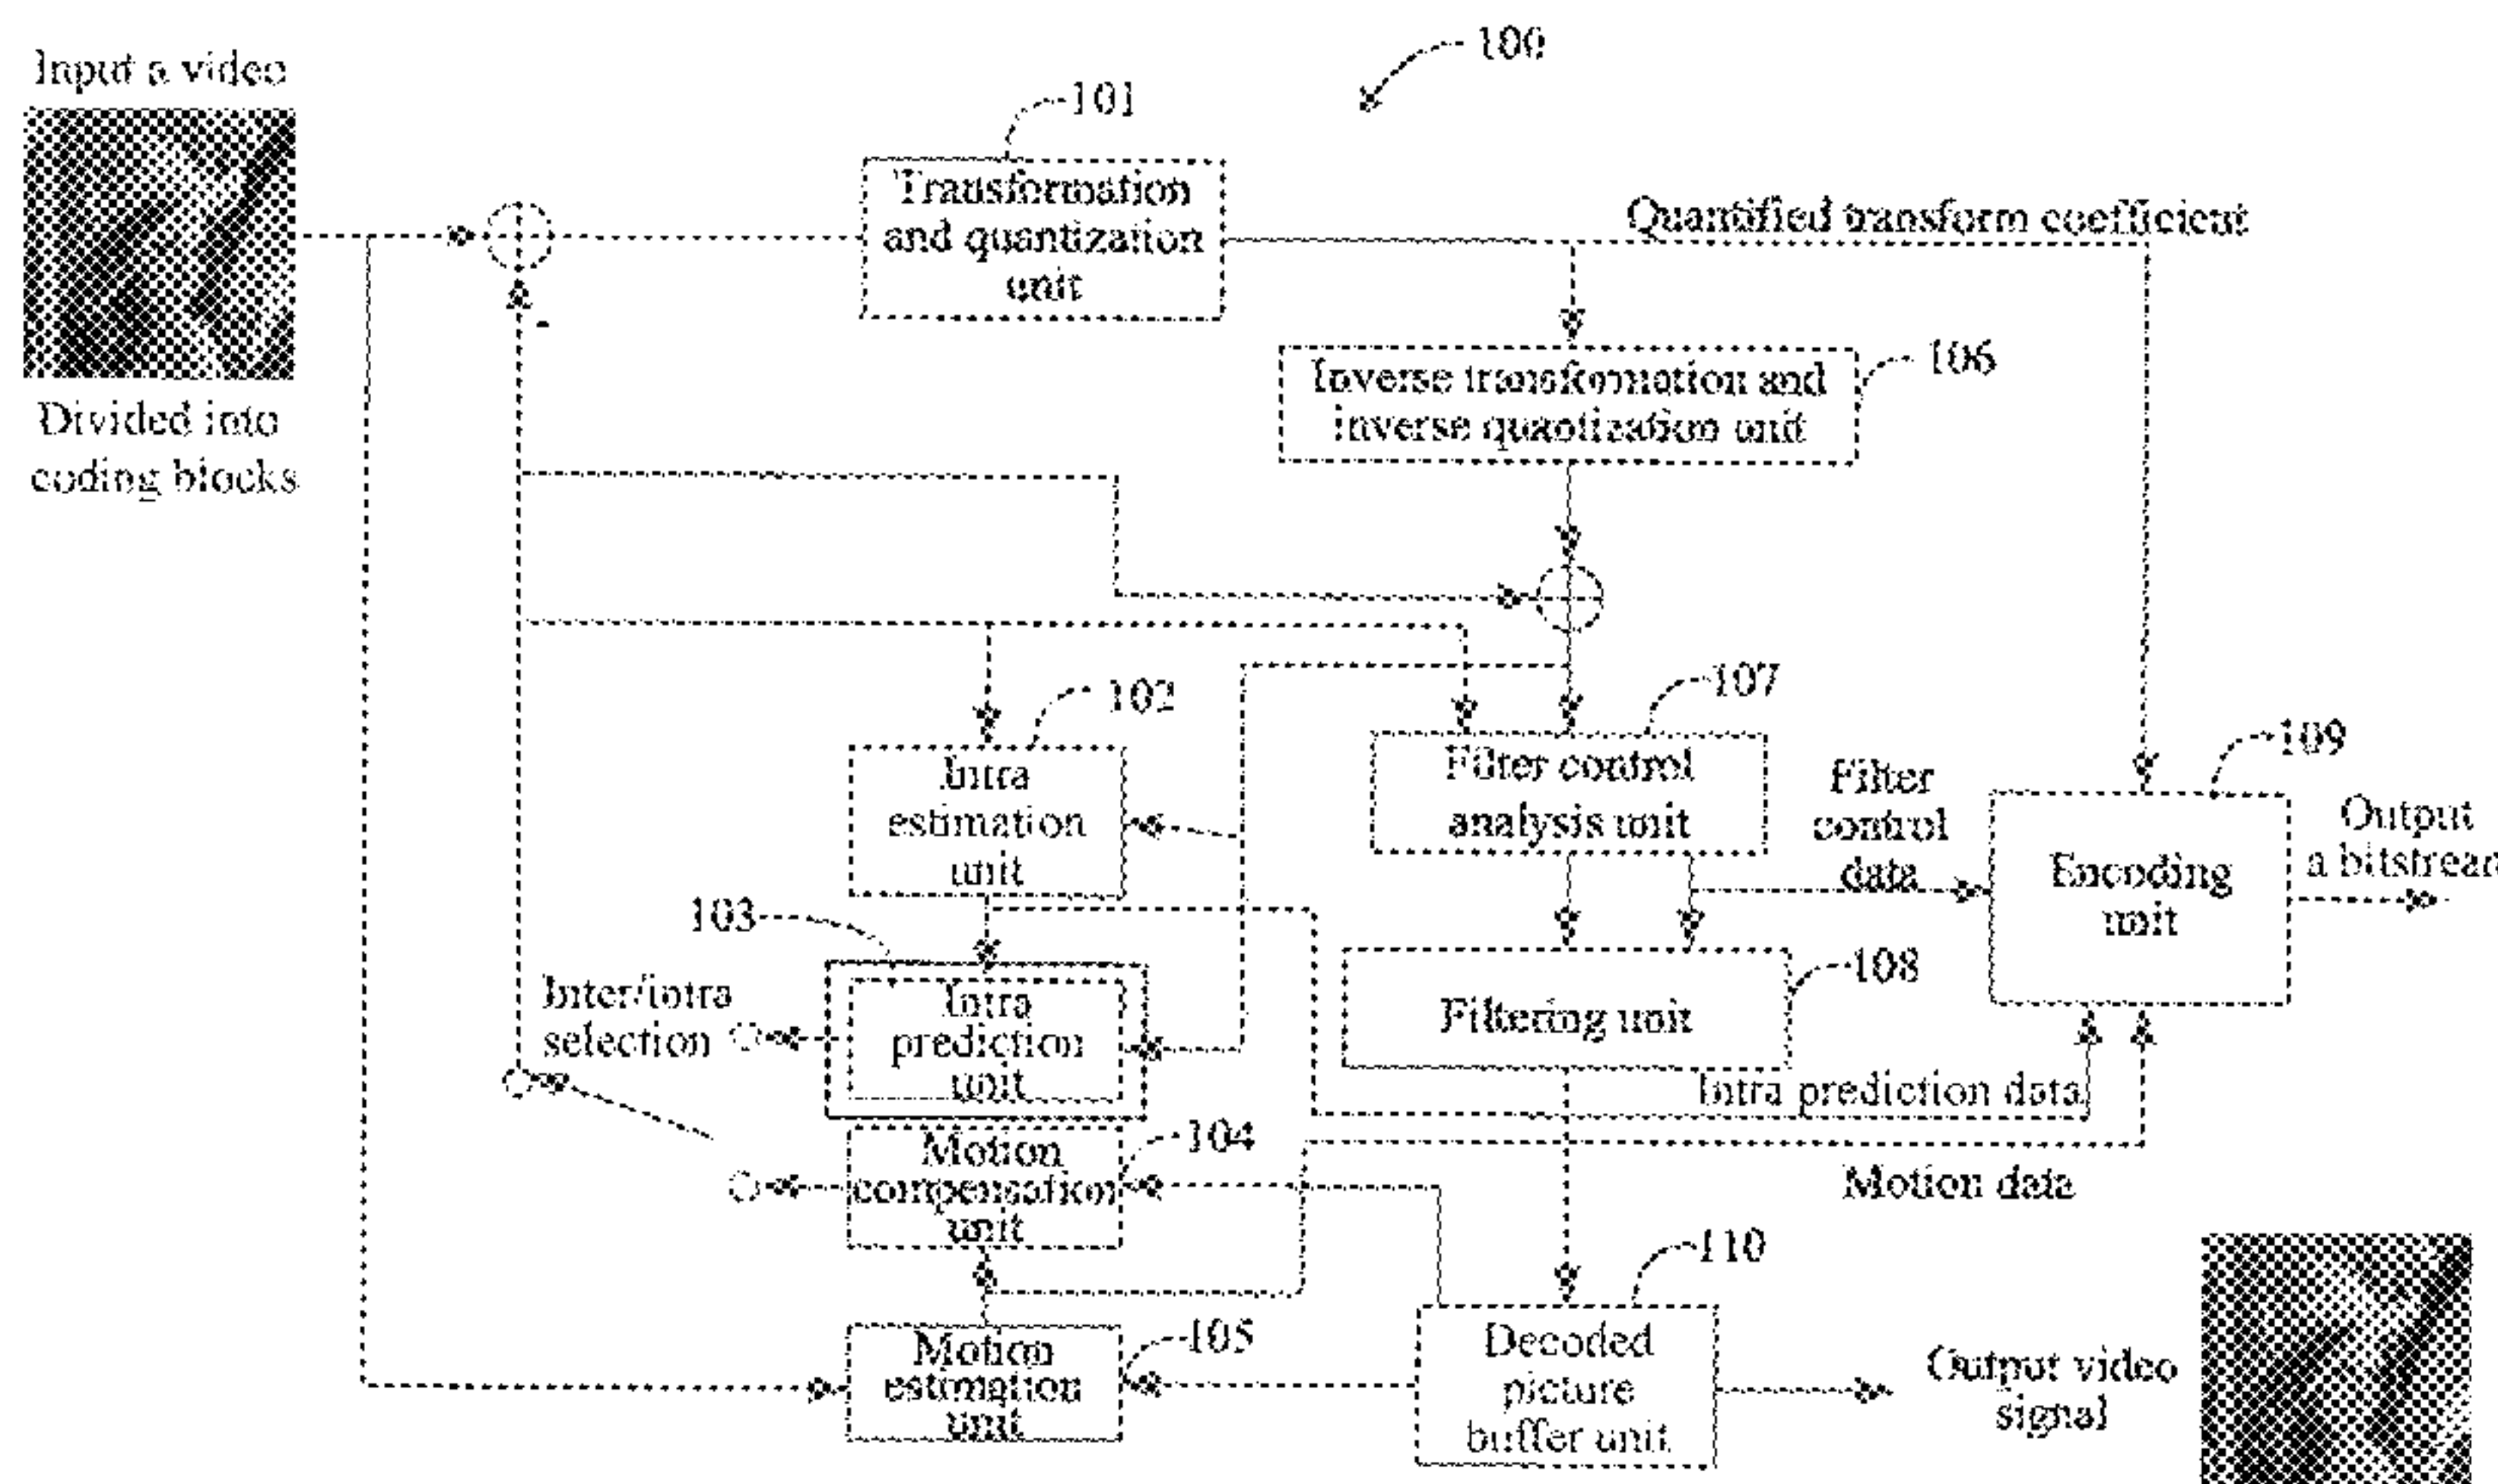 Input a video
100
101
Transformation
and quantization
unit
Quantified transform coefficient
Inverse transformation and
inverse quantization unit
106
Divided into
coding blocks
102
107
Intra
estimation
unit
Filter control
analysis unit
Filter
control
data
109
Encoding
unit
Output
a bitstream
103
Inter/intra
selection
Intra
prediction
unit
108
Filtering unit
Intra prediction data
Motion
compensation
unit
104
Motion data
110
Motion
estimation
unit
105
Decoded
picture
buffer unit
Output video
signal